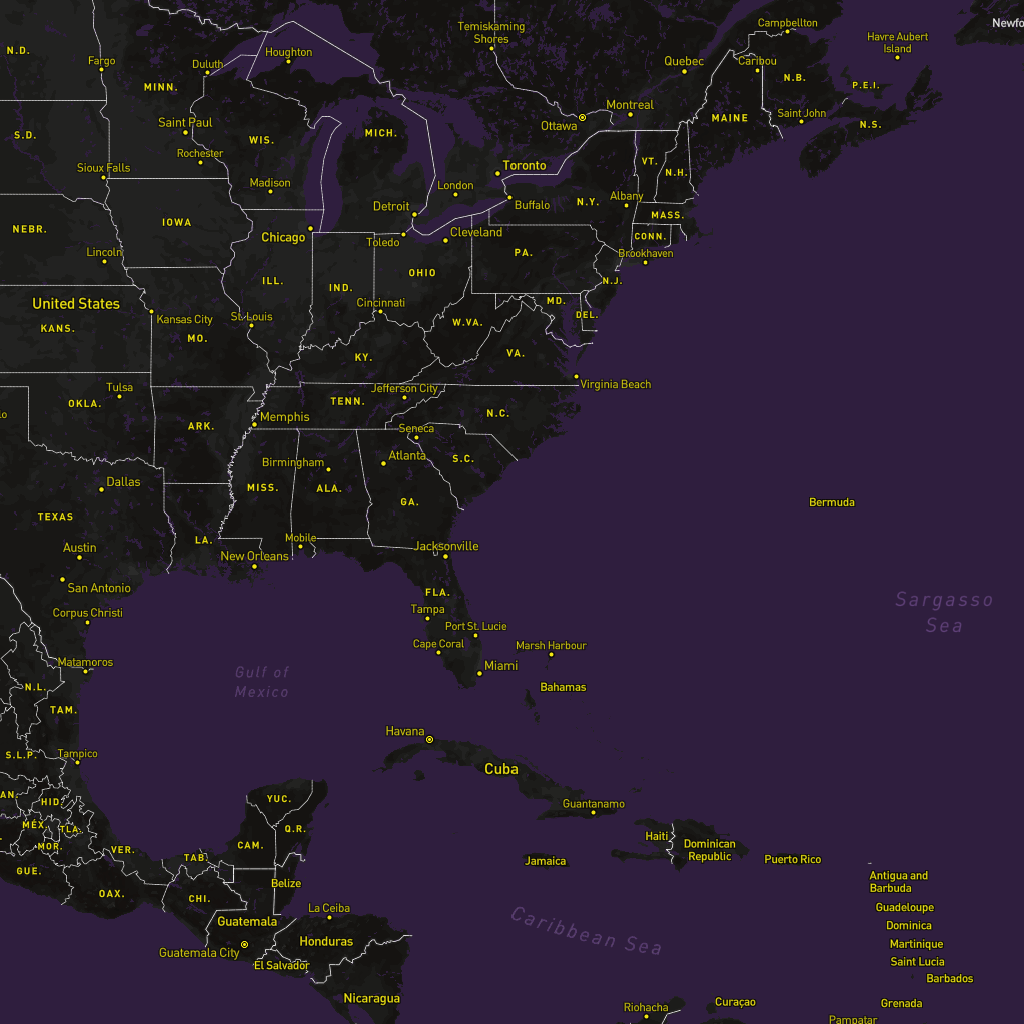 Newfo
Campbellton
Temiskaming
Shores
Havre Aubert
Island
N.D.
Houghton
Fargo
Duluth
Quebec
Caribou
N.B.
MINN.
P.E.I.
Montreal
Saint Paul
MICH.
MAINE
Saint John
Ottawa
N.S.
S.D.
WIS.
Rochester
VT.
Sioux Falls
Toronto
N.H.
Madison
London
Albany
N.Y.
Buffalo
Detroit
MASS.
IOWA
NEBR.
Chicago
Toledo
Cleveland
CONN.
Lincoln
PA.
Brookhaven
OHIO
ILL.
IND.
N.J.
United States
Cincinnati
MD.
Kansas City
St. Louis
DEL.
KANS.
W.VA.
MO.
KY.
VA.
Tulsa
Jefferson City
Virginia Beach
OKLA.
TENN.
lo
Memphis
N.C.
ARK.
Seneca
Birmingham
Atlanta
S.C.
Dallas
MISS.
ALA.
GA.
Bermuda
TEXAS
LA.
Mobile
Austin
New Orleans
Jacksonville
San Antonio
FLA.
Sargasso
Sea
Corpus Christi
Tampa
Port St. Lucie
Cape Coral
Marsh Harbour
Matamoros
Miami
Gulf of
Mexico
N.L.
Bahamas
TAM.
Havana
S.L.P.
Tampico
Cuba
AN.
HID.
YUC.
Guantanamo
MÉX.
TLA.
Q.R.
Haiti
MOR.
VER.
CAM.
Dominican
Republic
TAB.
Jamaica
Puerto Rico
GUE.
Antigua and
Barbuda
Belize
OAX.
CHI.
La Ceiba
Guadeloupe
Guatemala
Caribbean Sea
Dominica
Honduras
Martinique
Guatemala City
El Salvador
Saint Lucia
Barbados
Nicaragua
Riohacha
Curaçao
Grenada
Pampatar